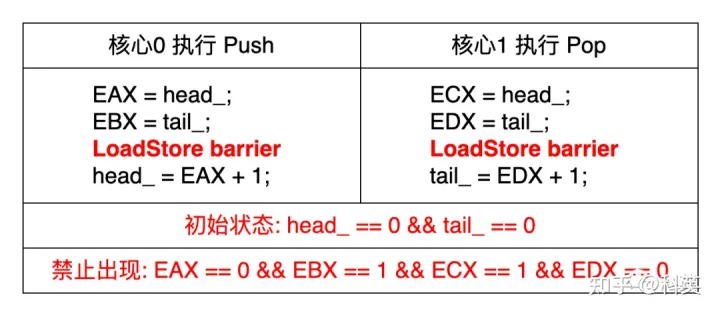 核心0 执行 Push
核心1 执行 Pop
EAX = head_;
EBX = tail_;
LoadStore barrier
head_ = EAX + 1;
ECX = head_;
EDX = tail_;
LoadStore barrier
tail_ = EDX + 1;
初始状态: head_ == 0 && tail_ == 0
禁止出现: EAX == 0 && EBX == 1 && ECX == 1 && EDX == 0
知乎 @科英